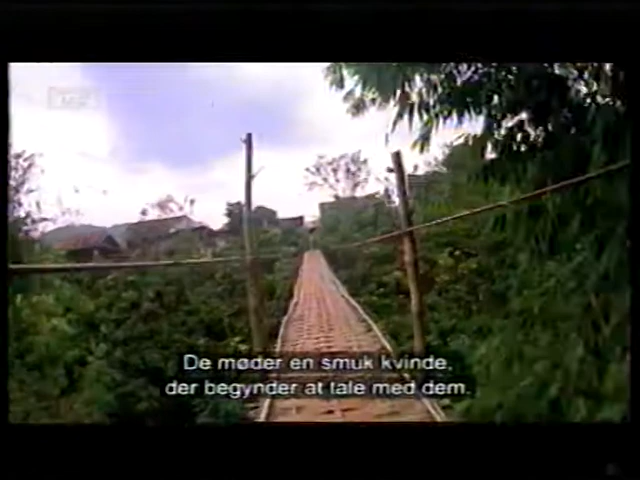 De møder en smuk kvinde,
der begynder at tale med dem.